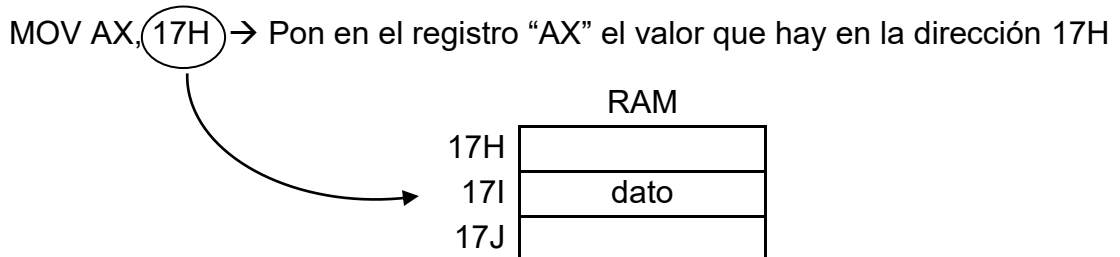 MOV AX, 17H → Pon en el registro “AX” el valor que hay en la dirección 17H
RAM
17H
17I dato
17J